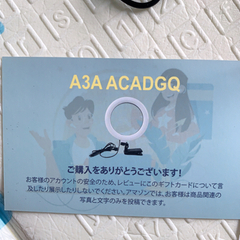 A3A ACADGQ
ご購入をありがとうございます!
お客様のアカウントの安全のため、レビューにこのギフトカードについて言
及したり展示したりしないでください。アマゾンでは、お客様は商品関連の
写真と文字のみを投稿できます。